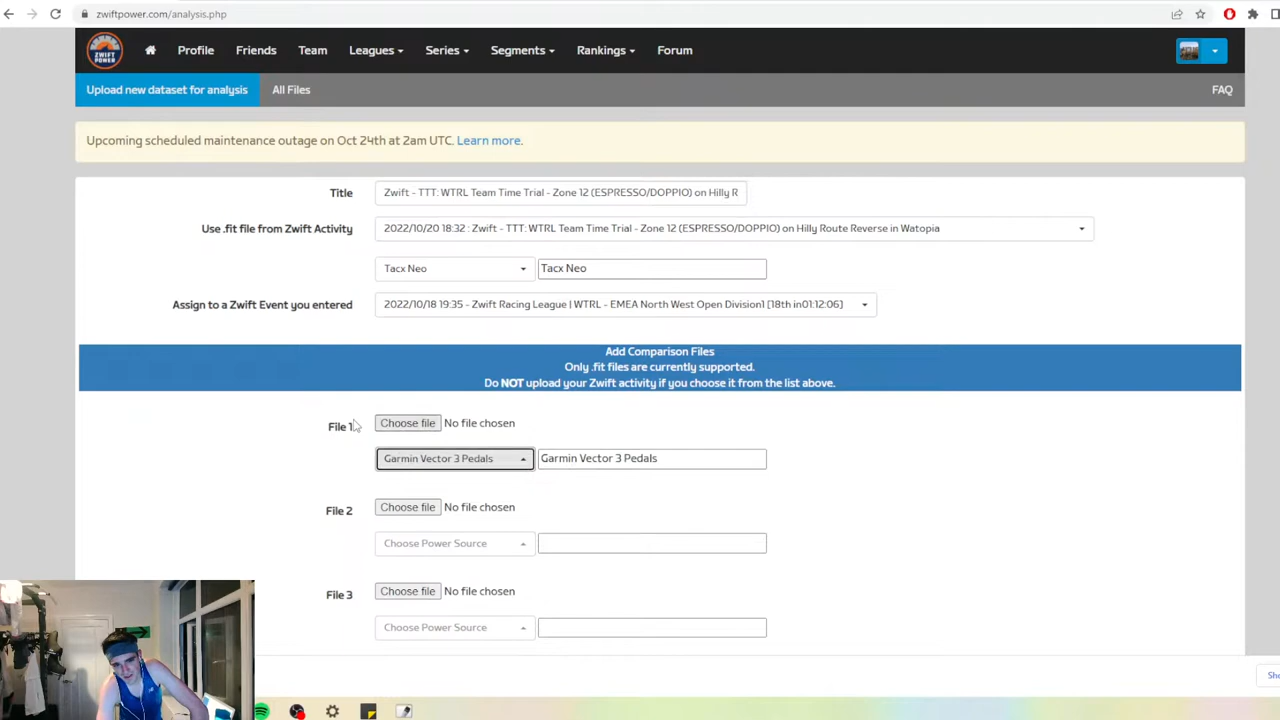 zwiftpower.com/analysis.php
ZWIFT POWER Profile Friends Team Leagues Series Segments Rankings Forum
Upload new dataset for analysis All Files FAQ
Upcoming scheduled maintenance outage on Oct 24th at 2am UTC. Learn more.
Title Zwift - TTT: WTRL Team Time Trial - Zone 12 (ESPRESSO/DOPPIO) on Hilly R
Use .fit file from Zwift Activity 2022/10/20 18:32 : Zwift - TTT: WTRL Team Time Trial - Zone 12 (ESPRESSO/DOPPIO) on Hilly Route Reverse in Watopia
Tacx Neo Tacx Neo
Assign to a Zwift Event you entered 2022/10/18 19:35 - Zwift Racing League | WTRL - EMEA North West Open Division1 [18th in01:12:06]
Add Comparison Files
Only .fit files are currently supported.
Do NOT upload your Zwift activity if you choose it from the list above.
File 1 Choose file No file chosen
Garmin Vector 3 Pedals Garmin Vector 3 Pedals
File 2 Choose file No file chosen
Choose Power Source
File 3 Choose file No file chosen
Choose Power Source